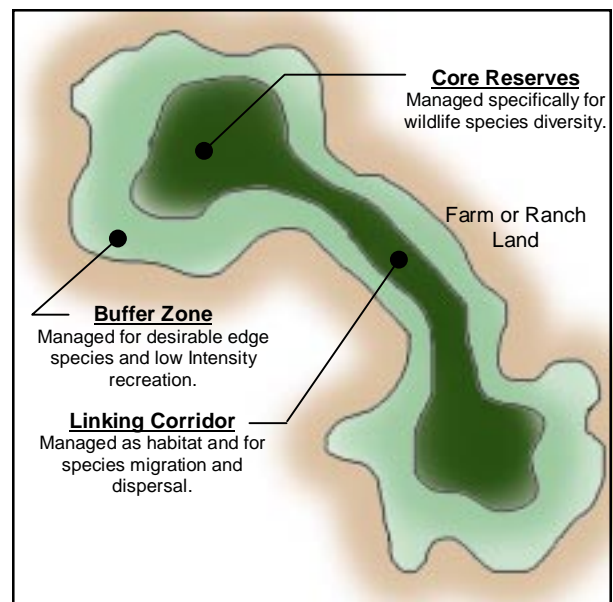 Core Reserves
Managed specifically for
wildlife species diversity.
Farm or Ranch
Land
Buffer Zone
Managed for desirable edge
species and low Intensity
recreation.
Linking Corridor
Managed as habitat and for
species migration and
dispersal.